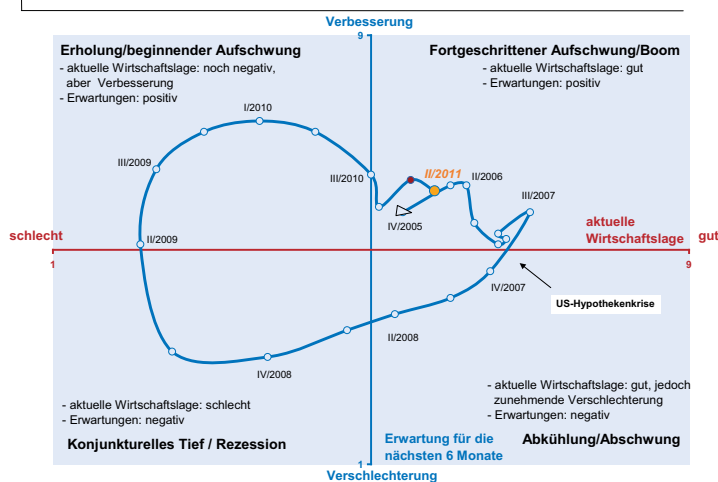 Verbesserung
9
Erholung/beginnender Aufschwung
- aktuelle Wirtschaftslage: noch negativ,
aber Verbesserung
- Erwartungen: positiv
Fortgeschrittener Aufschwung/Boom
- aktuelle Wirtschaftslage: gut
- Erwartungen: positiv
I/2010
III/2009
III/2010
II/2011
II/2006
III/2007
IV/2005
II/2009
schlecht
1
aktuelle
Wirtschaftslage
gut
9
IV/2007
US-Hypothekenkrise
II/2008
IV/2008
- aktuelle Wirtschaftslage: schlecht
- Erwartungen: negativ
Konjunkturelles Tief / Rezession
- aktuelle Wirtschaftslage: gut, jedoch
zunehmende Verschlechterung
- Erwartungen: negativ
Abkühlung/Abschwung
Erwartung für die
nächsten 6 Monate
1
Verschlechterung